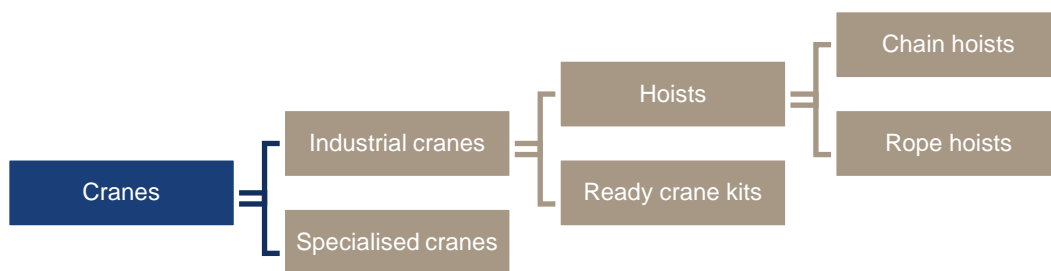 Cranes
Industrial cranes
Specialised cranes
Hoists
Ready crane kits
Chain hoists
Rope hoists